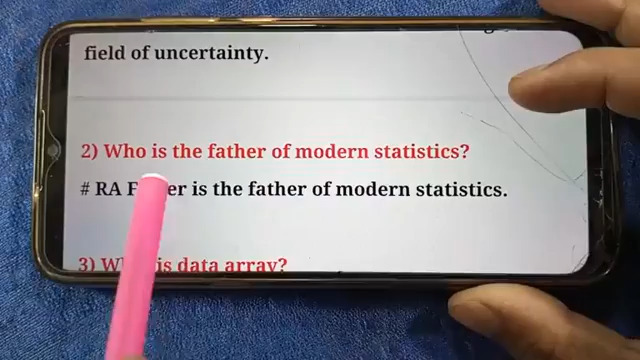 field of uncertainty.
2) Who is the father of modern statistics?
# RA is the father of modern statistics.
3) is data array?